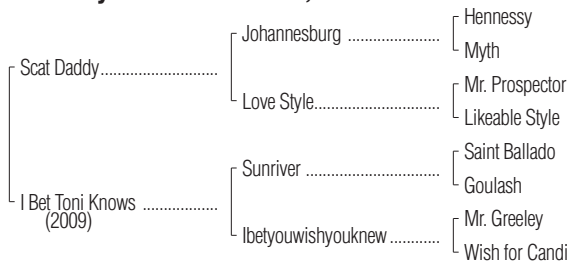 Hennessy
Johannesburg ..................
Myth
Scat Daddy...........................
Mr. Prospector
Love Style.............................
Likeable Style
Saint Ballado
Sunriver ...............................
Goulash
I Bet Toni Knows .................
(2009)
Mr. Greeley
Ibetyouwishyouknew............
Wish for Candi